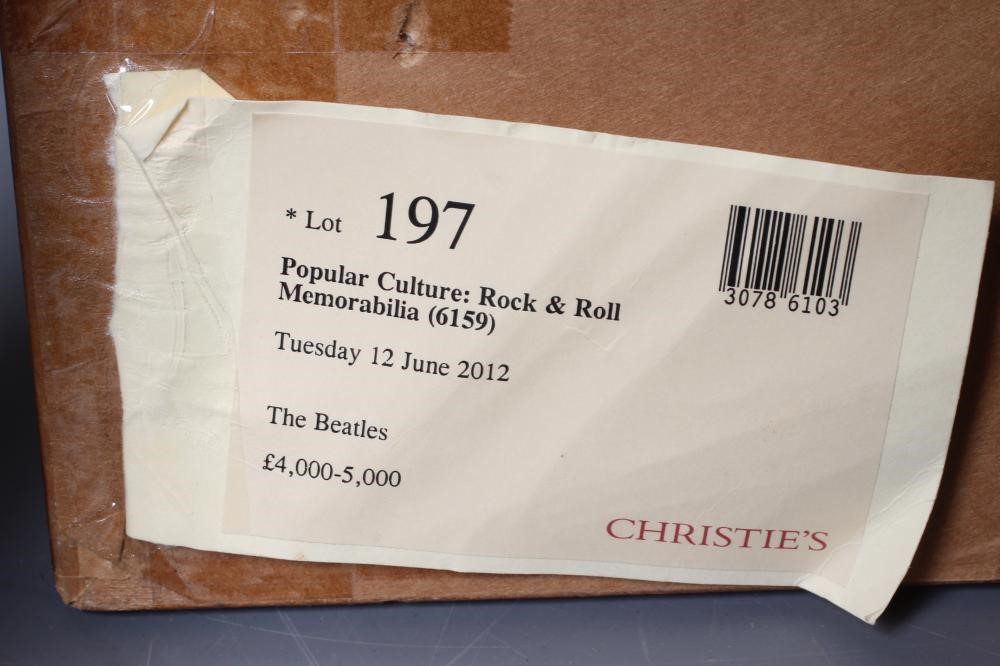 * Lot 197
Popular Culture: Rock & Roll
Memorabilia (6159)
Tuesday 12 June 2012
The Beatles
£4,000-5,000
3078 6103
CHRISTIE'S